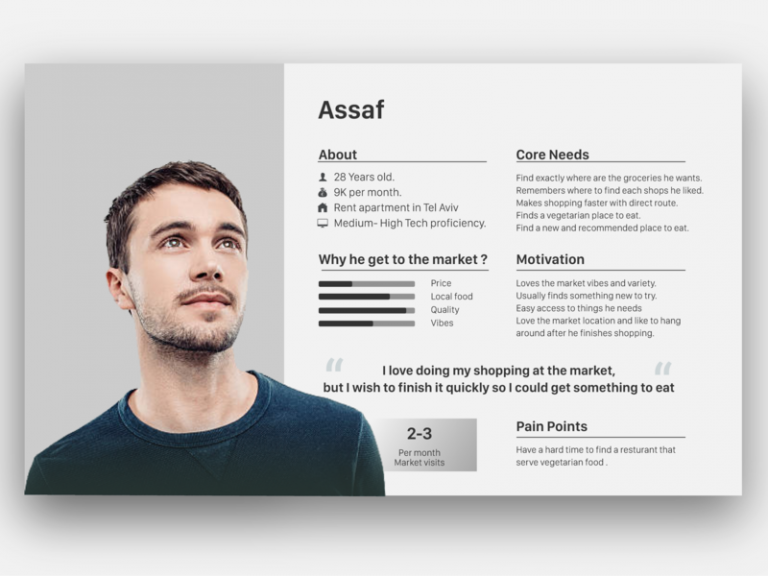 Assaf
About
28 Years old.
9K per month.
Rent apartment in Tel Aviv
Medium- High Tech proficiency.
Core Needs
Find exactly where are the groceries he wants.
Remembers where to find each shops he liked.
Makes shopping faster with direct route.
Finds a vegetarian place to eat.
Find a new and recommended place to eat.
Why he get to the market ?
Price
Local food
Quality
Vibes
Motivation
Loves the market vibes and variety.
Usually finds something new to try.
Easy access to things he needs
Love the market location and like to hang
around after he finishes shopping.
“ I love doing my shopping at the market, “
but I wish to finish it quickly so I could get something to eat
2-3
Per month
Market visits
Pain Points
Have a hard time to find a resturant that
serve vegetarian food .